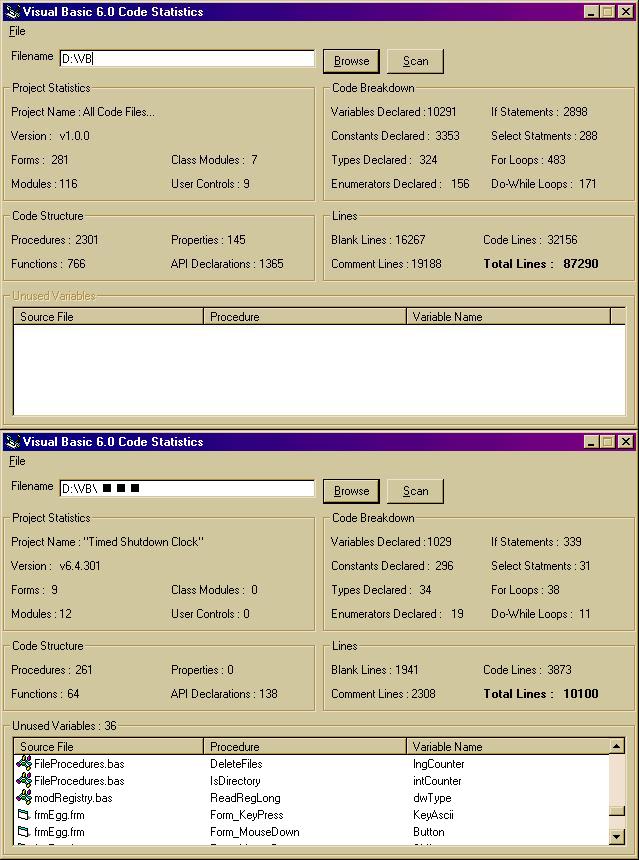 Visual Basic 6.0 Code Statistics
File
Filename D:\VB Browse Scan
Project Statistics Code Breakdown
Project Name : All Code Files... Variables Declared :10291 If Statements : 2898
Version : v1.0.0 Constants Declared : 3353 Select Statments : 288
Forms : 281 Class Modules : 7 Types Declared : 324 For Loops : 483
Modules : 116 User Controls : 9 Enumerators Declared : 156 Do-While Loops : 171
Code Structure Lines
Procedures : 2301 Properties : 145 Blank Lines : 16267 Code Lines : 32156
Functions : 766 API Declarations : 1365 Comment Lines : 19188 Total Lines : 87290
Unused Variables
Source File Procedure Variable Name
Visual Basic 6.0 Code Statistics
File
Filename D:\VB\ Browse Scan
Project Statistics Code Breakdown
Project Name : "Timed Shutdown Clock" Variables Declared :1029 If Statements : 339
Version : v6.4.301 Constants Declared : 296 Select Statments : 31
Forms : 9 Class Modules : 0 Types Declared : 34 For Loops : 38
Modules : 12 User Controls : 0 Enumerators Declared : 19 Do-While Loops : 11
Code Structure Lines
Procedures : 261 Properties : 0 Blank Lines : 1941 Code Lines : 3873
Functions : 64 API Declarations : 138 Comment Lines : 2308 Total Lines : 10100
Unused Variables : 36
Source File Procedure Variable Name
FileProcedures.bas DeleteFiles lngCounter
FileProcedures.bas IsDirectory intCounter
modRegistry.bas ReadRegLong dwType
frmEgg.frm Form_KeyPress KeyAscii
frmEgg.frm Form_MouseDown Button